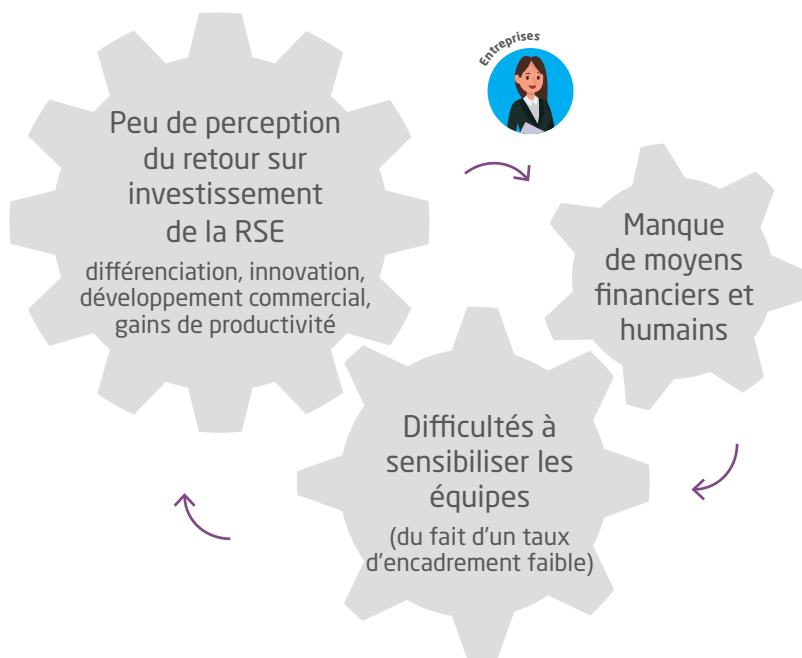 Entreprises
Peu de perception
du retour sur
investissement
de la RSE
différenciation, innovation,
développement commercial,
gains de productivité
Manque
de moyens
financiers et
humains
Difficultés à
sensibiliser les
équipes
(du fait d'un taux
d'encadrement faible)